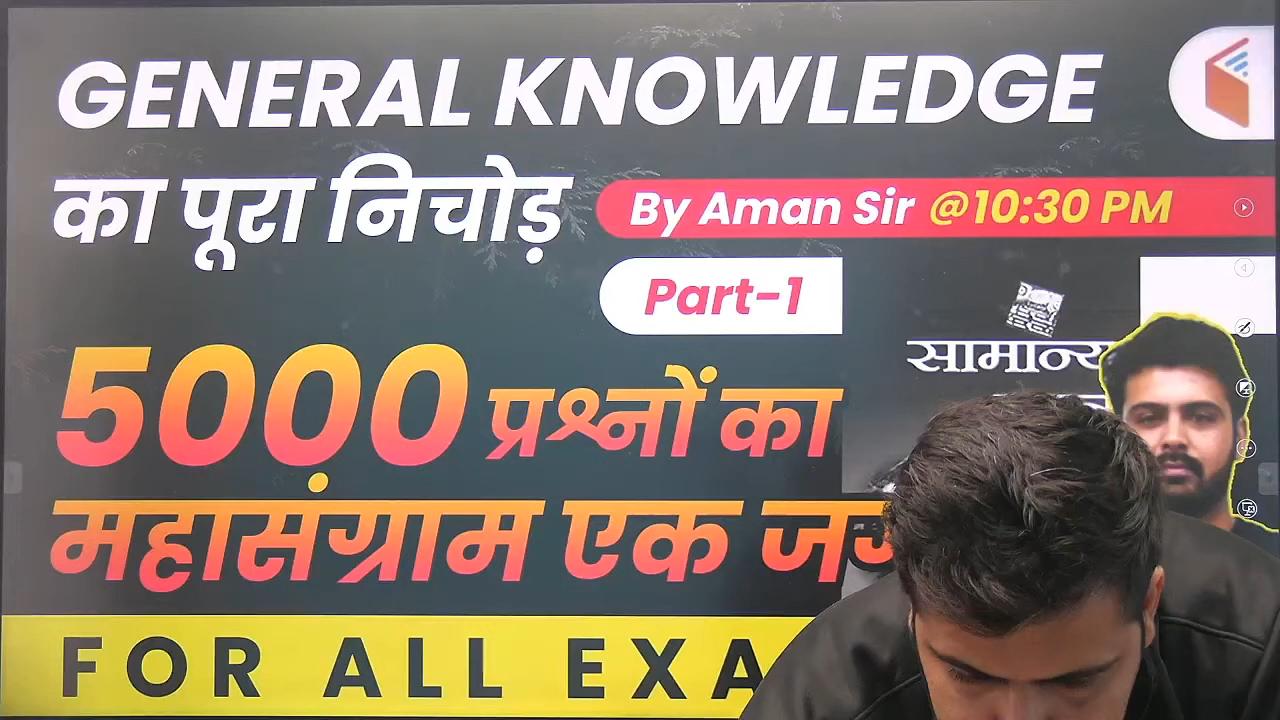 GENERAL KNOWLEDGE
का पूरा निचोड़
By Aman Sir @10:30 PM
Part-1
सामान्य
5000 प्रश्नों का
महासंग्राम एक
FOR ALL